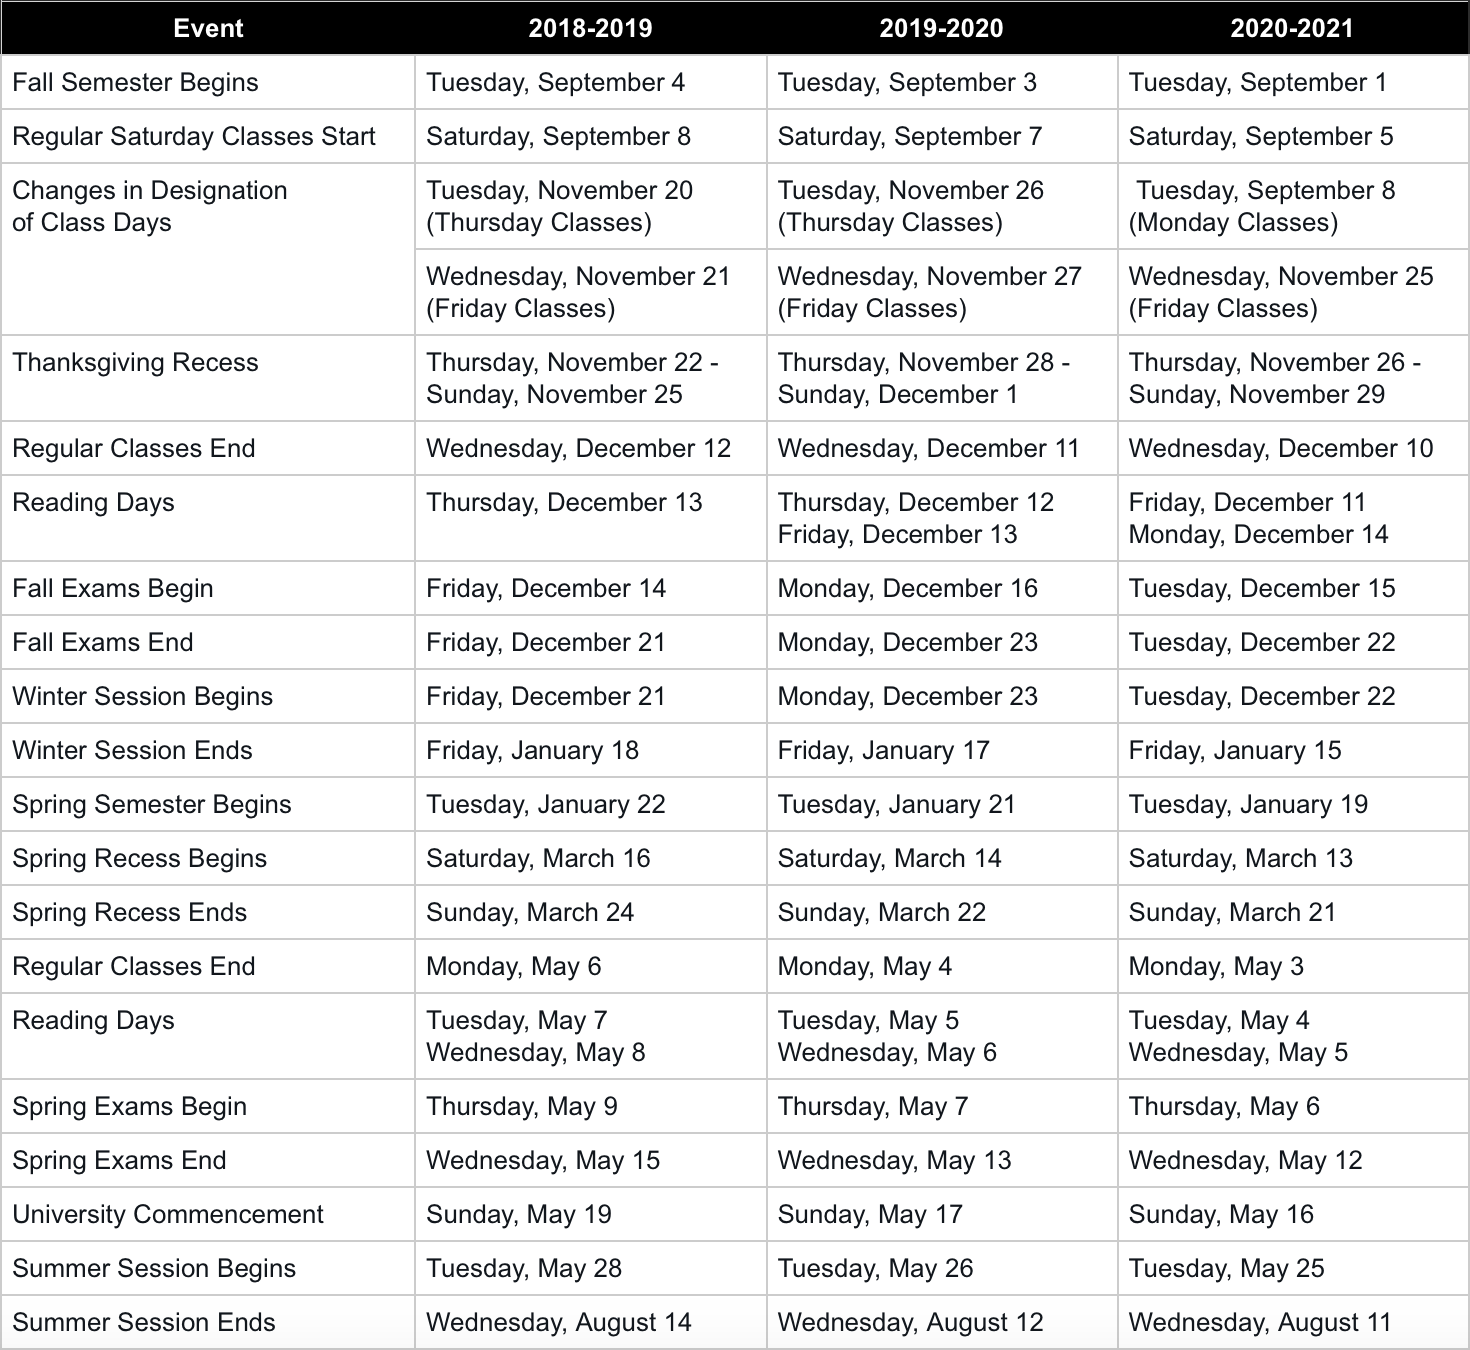 Event 2018-2019 2019-2020 2020-2021
Fall Semester Begins Tuesday, September 4 Tuesday, September 3 Tuesday, September 1
Regular Saturday Classes Start Saturday, September 8 Saturday, September 7 Saturday, September 5
Changes in Designation Tuesday, November 20 Tuesday, November 26 Tuesday, September 8
of Class Days (Thursday Classes) (Thursday Classes) (Monday Classes)
Wednesday, November 21 Wednesday, November 27 Wednesday, November 25
(Friday Classes) (Friday Classes) (Friday Classes)
Thanksgiving Recess Thursday, November 22 - Thursday, November 28 - Thursday, November 26 -
Sunday, November 25 Sunday, December 1 Sunday, November 29
Regular Classes End Wednesday, December 12 Wednesday, December 11 Wednesday, December 10
Reading Days Thursday, December 13 Thursday, December 12 Friday, December 11
Friday, December 13 Monday, December 14
Fall Exams Begin Friday, December 14 Monday, December 16 Tuesday, December 15
Fall Exams End Friday, December 21 Monday, December 23 Tuesday, December 22
Winter Session Begins Friday, December 21 Monday, December 23 Tuesday, December 22
Winter Session Ends Friday, January 18 Friday, January 17 Friday, January 15
Spring Semester Begins Tuesday, January 22 Tuesday, January 21 Tuesday, January 19
Spring Recess Begins Saturday, March 16 Saturday, March 14 Saturday, March 13
Spring Recess Ends Sunday, March 24 Sunday, March 22 Sunday, March 21
Regular Classes End Monday, May 6 Monday, May 4 Monday, May 3
Reading Days Tuesday, May 7 Tuesday, May 5 Tuesday, May 4
Wednesday, May 8 Wednesday, May 6 Wednesday, May 5
Spring Exams Begin Thursday, May 9 Thursday, May 7 Thursday, May 6
Spring Exams End Wednesday, May 15 Wednesday, May 13 Wednesday, May 12
University Commencement Sunday, May 19 Sunday, May 17 Sunday, May 16
Summer Session Begins Tuesday, May 28 Tuesday, May 26 Tuesday, May 25
Summer Session Ends Wednesday, August 14 Wednesday, August 12 Wednesday, August 11